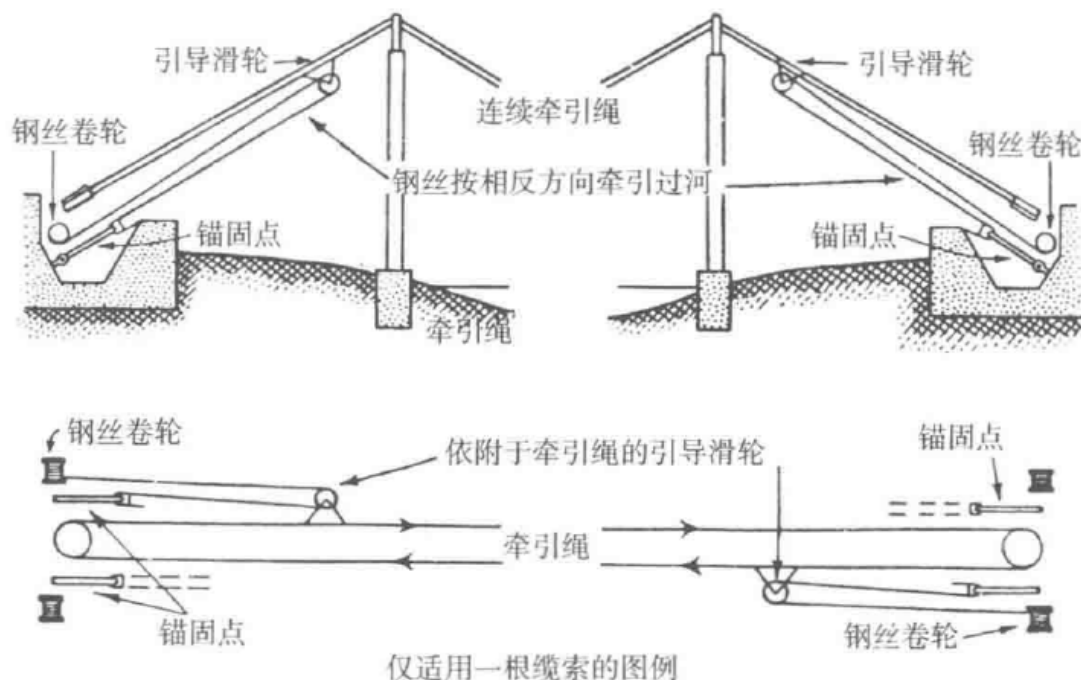 引导滑轮
引导滑轮
连续牵引绳
钢丝卷轮
钢丝卷轮
钢丝按相反方向牵引过河
锚固点
锚固点
牵引绳
钢丝卷轮
依附于牵引绳的引导滑轮
锚固点
牵引绳
锚固点
钢丝卷轮
仅适用一根缆索的图例